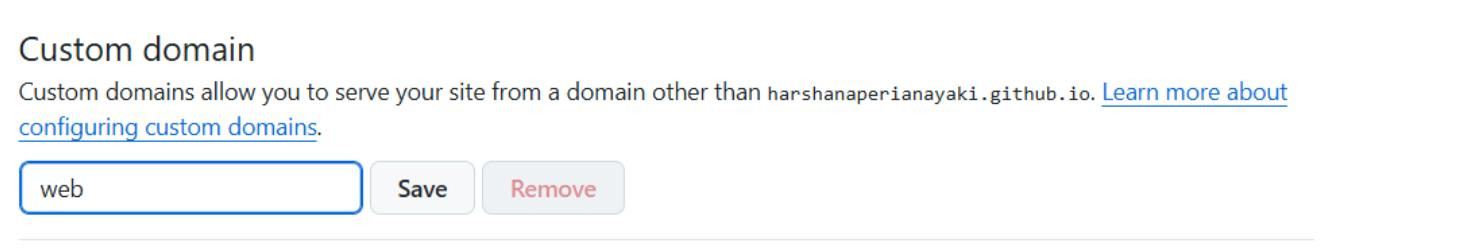 Custom domain
Custom domains allow you to serve your site from a domain other than harshanaperianayaki.github.io. Learn more about
configuring custom domains.
web Save Remove